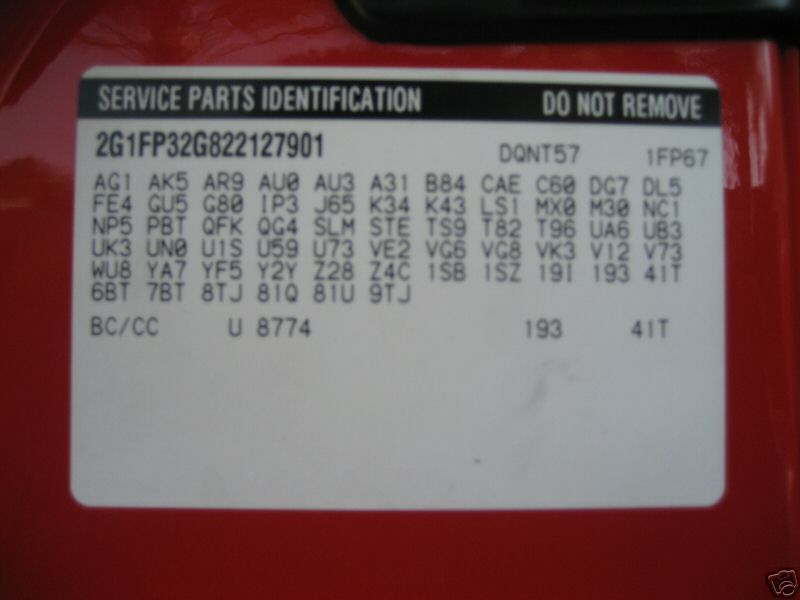 SERVICE PARTS IDENTIFICATION DO NOT REMOVE
2G1FP32G822127901 DQNT57 1FP67
AG1 AK5 AR9 AU0 AU3 A31 B84 CAE C60 DG7 DL5
FE4 GU5 G80 IP3 J65 K34 K43 LS1 MX0 M30 NC1
NP5 PBT QFK QG4 SLM STE TS9 T82 T96 UA6 UB3
UK3 UN0 U1S U59 U73 VE2 VG6 VG8 VK3 V12 V73
WU8 YA7 YF5 Y2Y Z28 Z4C 1SB 1SZ 19I 193 41T
6BT 7BT 8TJ 81Q 81U 9TJ
BC/CC U 8774 193 41T